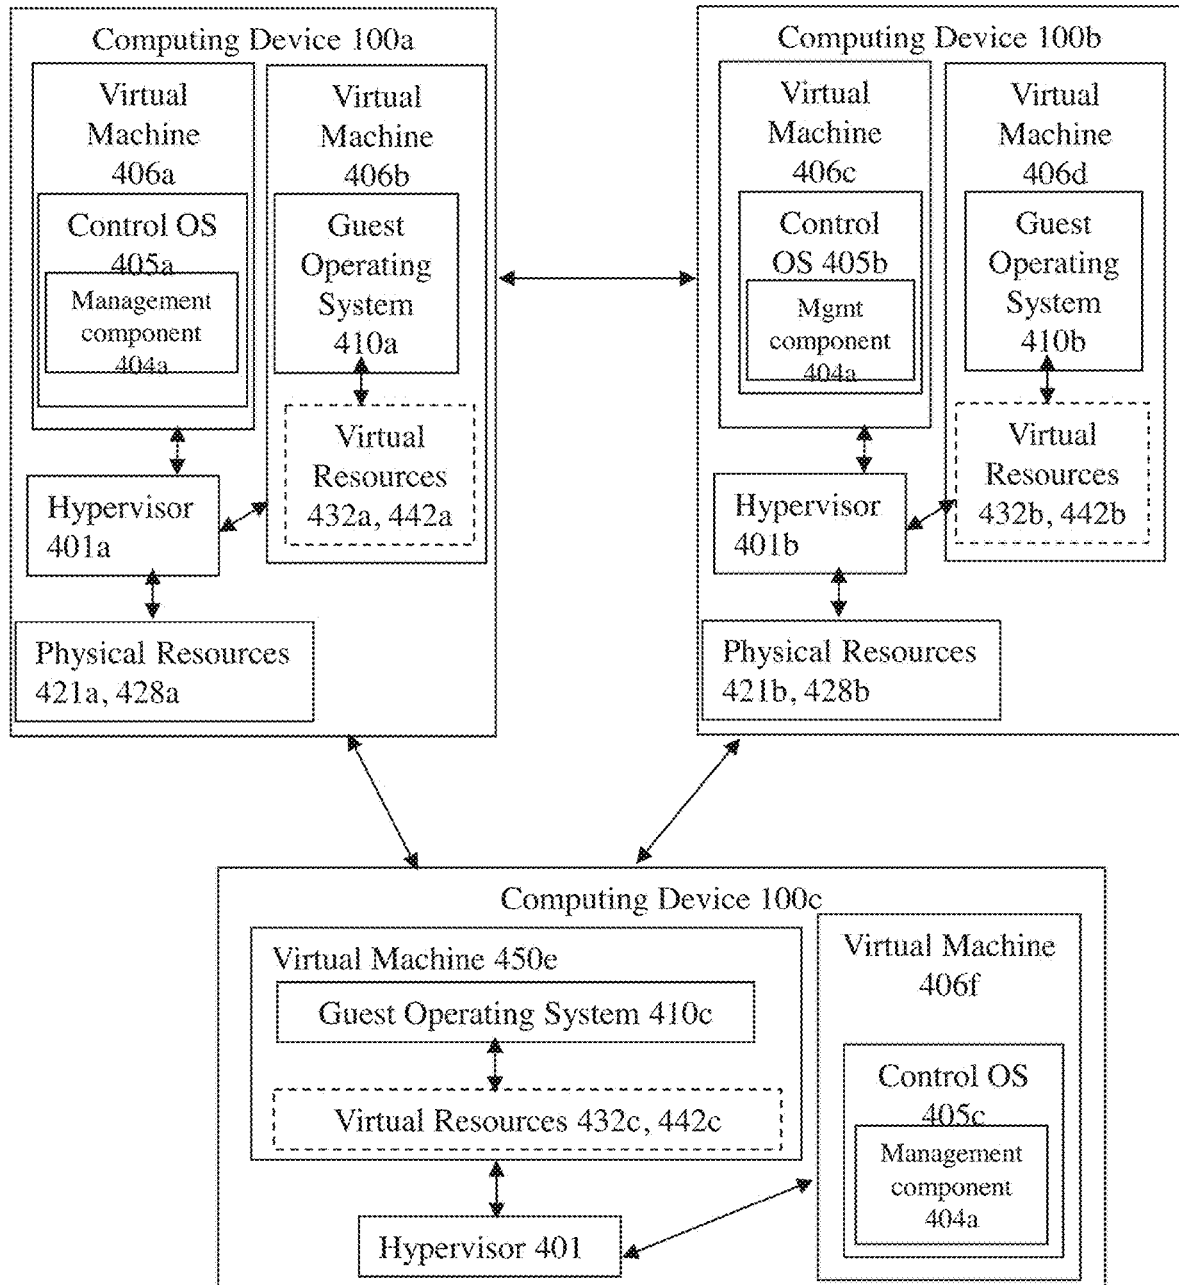 Computing Device 100a
Virtual
Machine
406a
Control OS
405a
Management
component
404a
Virtual
Machine
406b
Guest
Operating
System
410a
Virtual
Resources
432a, 442a
Hypervisor
401a
Physical Resources
421a, 428a
Computing Device 100b
Virtual
Machine
406c
Control
OS 405b
Mgmt
component
404a
Virtual
Machine
406d
Guest
Operating
System
410b
Virtual
Resources
432b, 442b
Hypervisor
401b
Physical Resources
421b, 428b
Computing Device 100c
Virtual Machine 450e
Guest Operating System 410c
Virtual Resources 432c, 442c
Hypervisor 401
Virtual Machine
406f
Control OS
405c
Management
component
404a